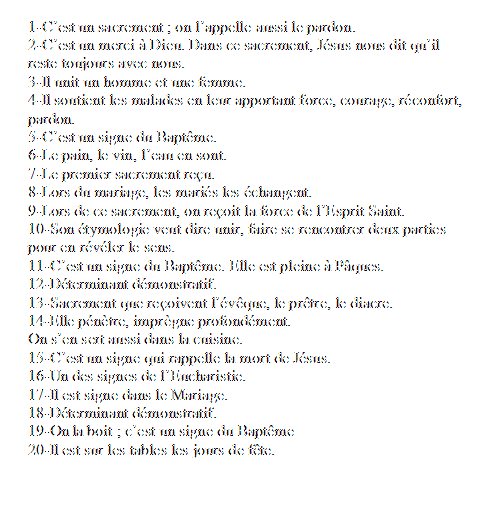 1-C'est un sacrement ; on l'appelle aussi le pardon.
2-C'est un merci à Dieu. Dans ce sacrement, Jésus nous dit qu'il
reste toujours avec nous.
3-Il unit un homme et une femme.
4-Il soutient les malades en leur apportant force, courage, réconfort,
pardon.
5-C'est un signe du Baptême.
6-Le pain, le vin, l'eau en sont.
7-Le premier sacrement reçu.
8-Lors du mariage, les mariés les échangent.
9-Lors de ce sacrement, on reçoit la force de l'Esprit Saint.
10-Son étymologie veut dire unir, faire se rencontrer deux parties
pour en révéler le sens.
11-C'est un signe du Baptême. Elle est pleine à Pâques.
12-Déterminant démonstratif.
13-Sacrement que reçoivent l'évêque, le prêtre, le diacre.
14-Elle pénètre, imprègne profondément.
On s'en sert aussi dans la cuisine.
15-C'est un signe qui rappelle la mort de Jésus.
16-Un des signes de l'Eucharistie.
17-Il est signe dans le Mariage.
18-Déterminant démonstratif.
19-On la boit ; c'est un signe du Baptême
20-Il est sur les tables les jours de fête.